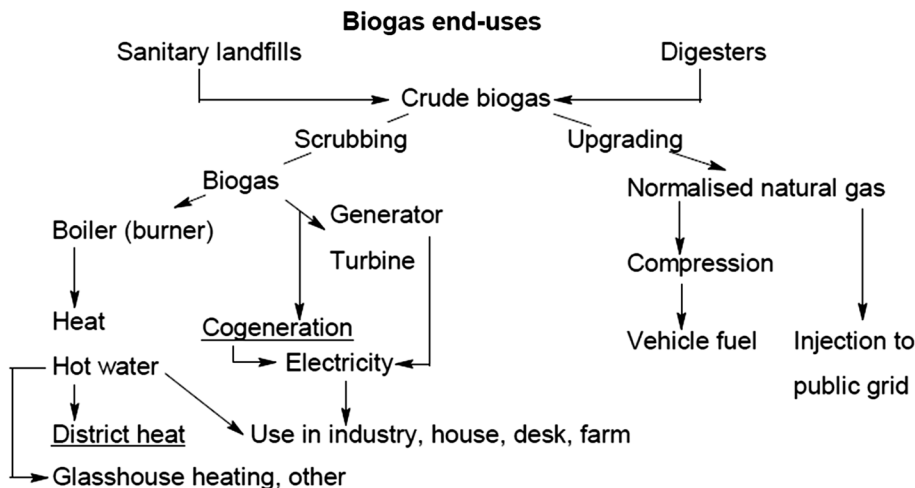 Biogas end-uses
Sanitary landfills
Digesters
Crude biogas
Scrubbing
Upgrading
Biogas
Normalised natural gas
Boiler (burner)
Generator
Turbine
Compression
Heat
Cogeneration
Vehicle fuel
Injection to
public grid
Hot water
Electricity
District heat
Use in industry, house, desk, farm
Glasshouse heating, other